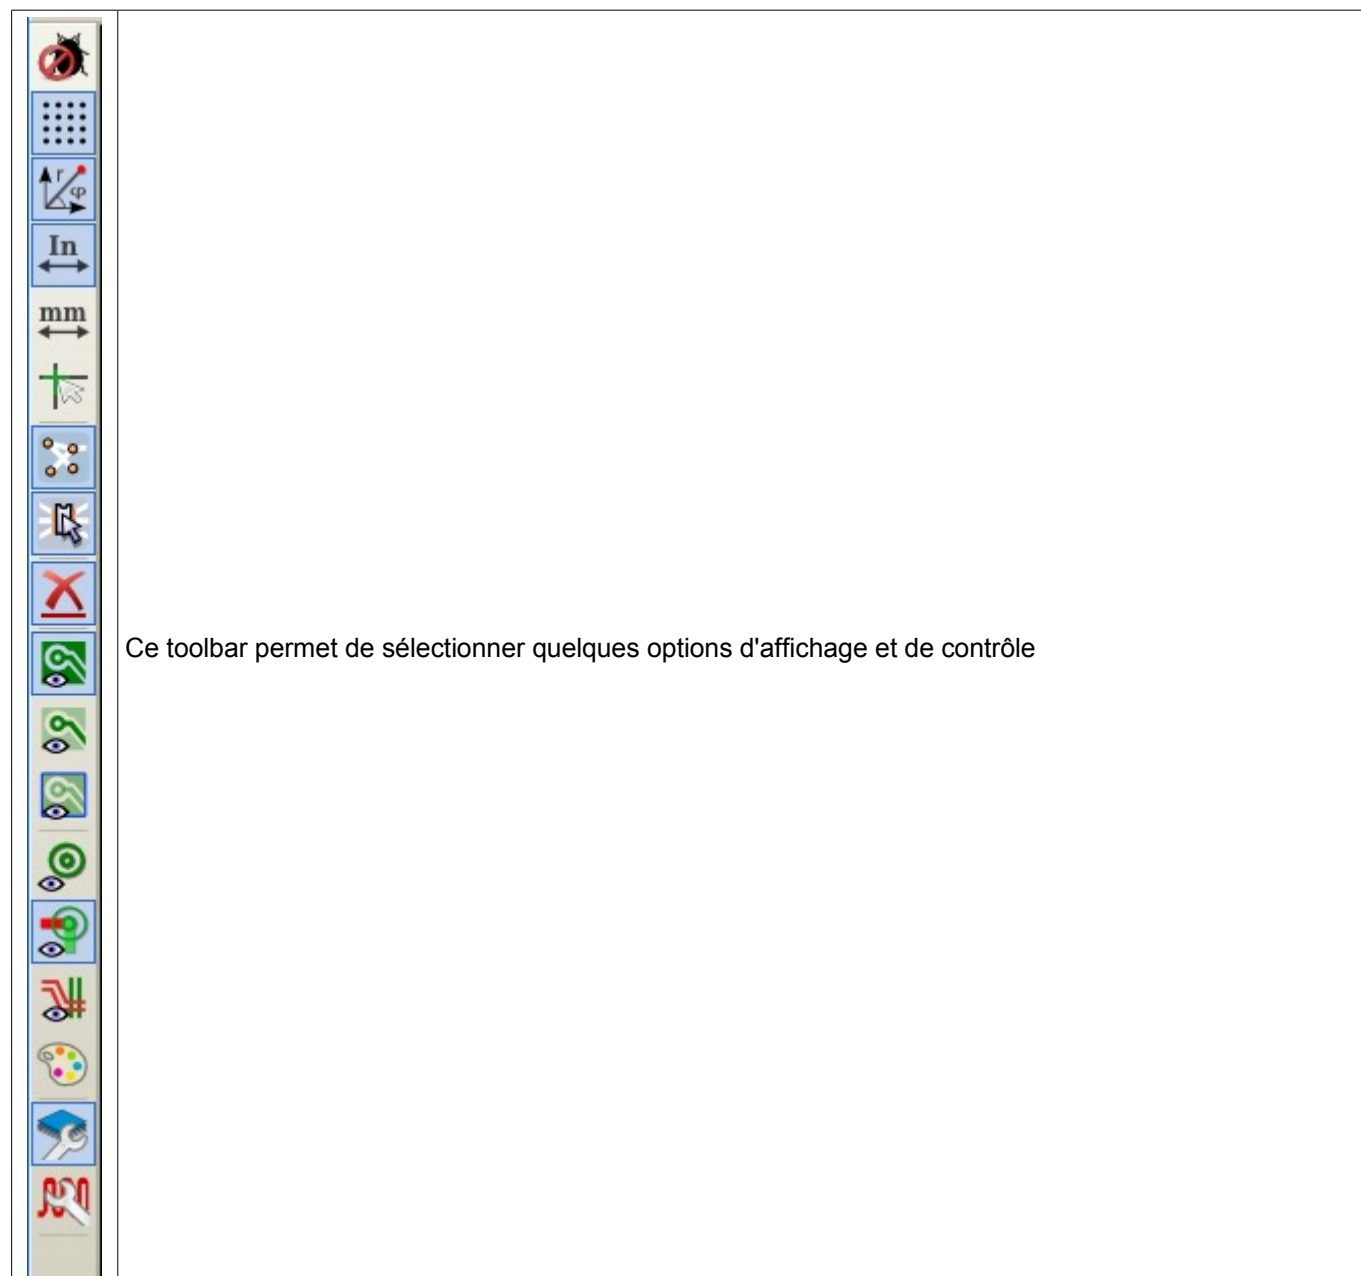 r
φ
In
mm
Ce toolbar permet de sélectionner quelques options d'affichage et de contrôle